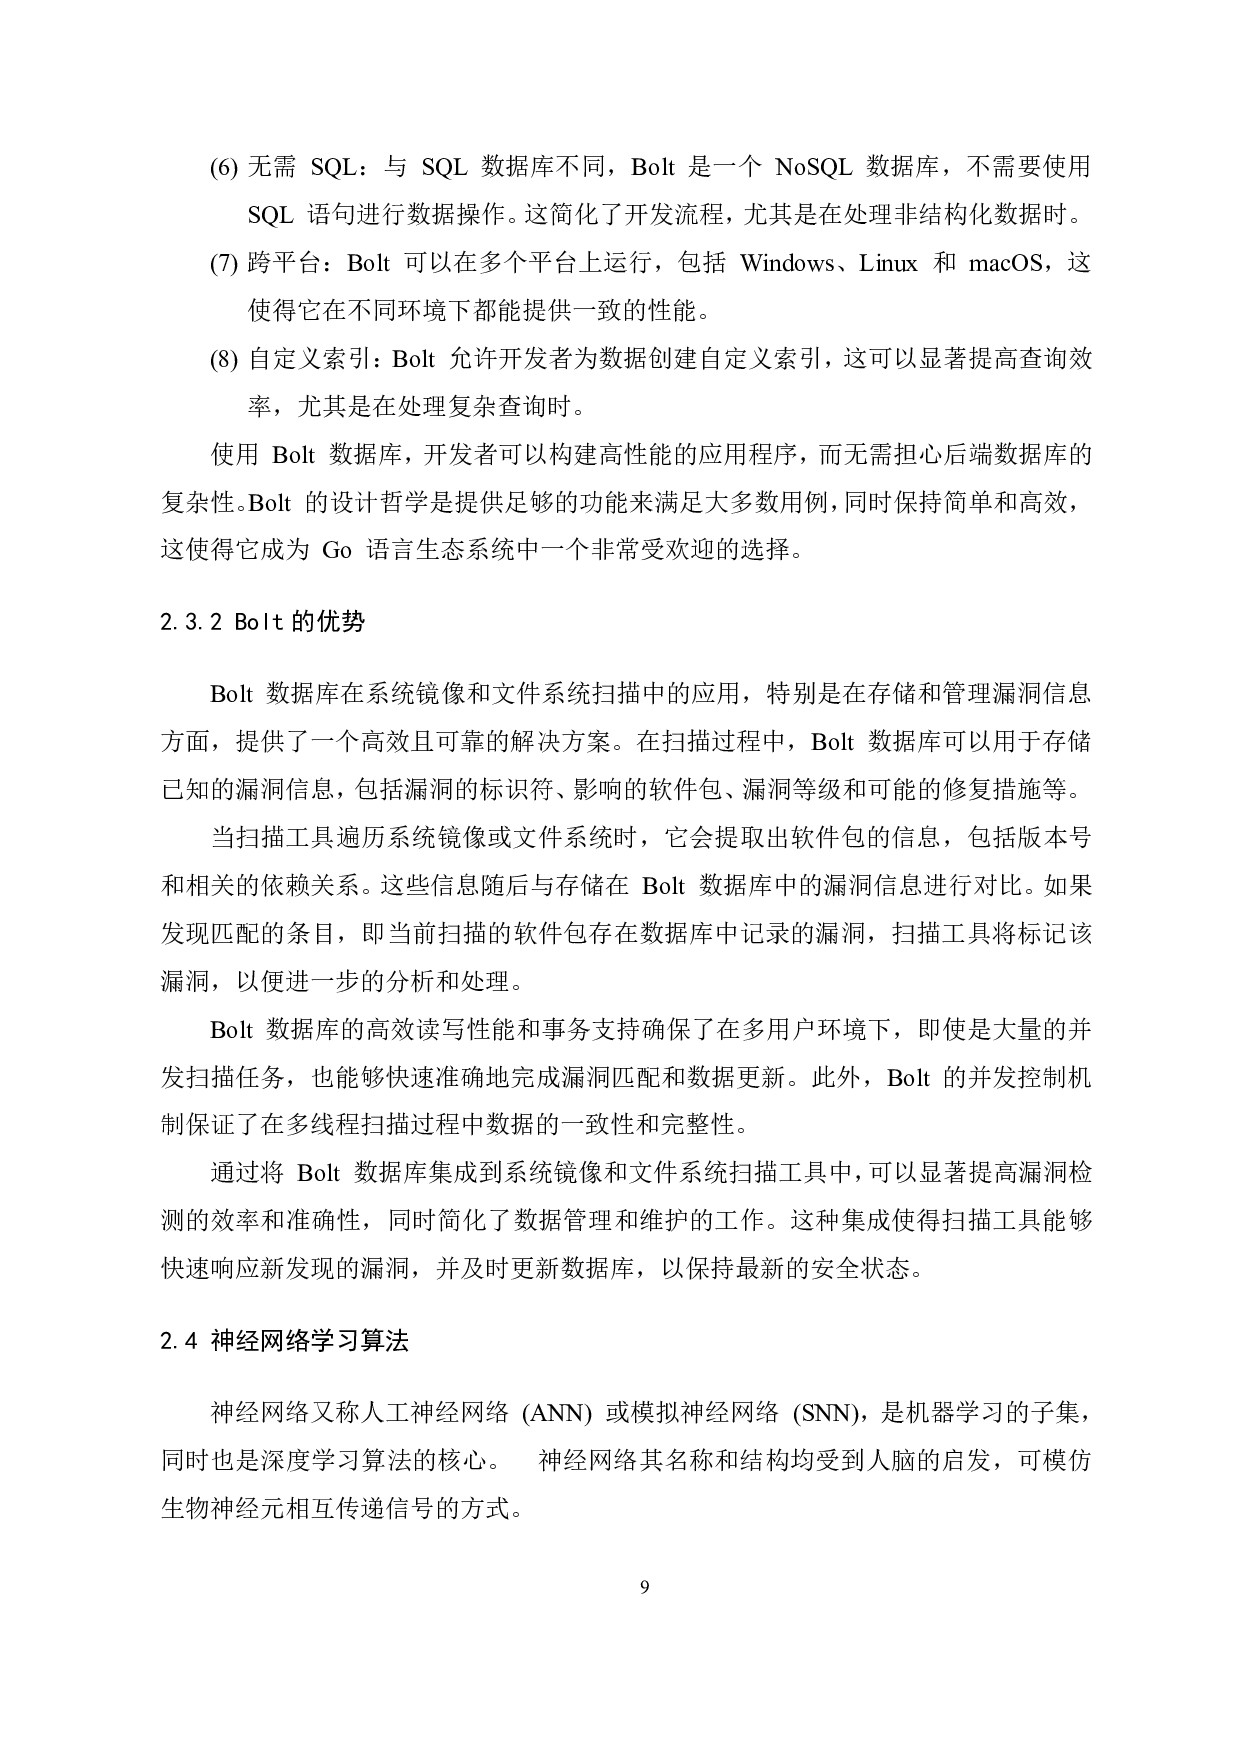 (6) 无需 SQL：与 SQL 数据库不同，Bolt 是一个 NoSQL 数据库，不需要使用
SQL 语句进行数据操作。这简化了开发流程，尤其是在处理非结构化数据时。
(7) 跨平台：Bolt 可以在多个平台上运行，包括 Windows、Linux 和 macOS，这
使得它在不同环境下都能提供一致的性能。
(8) 自定义索引：Bolt 允许开发者为数据创建自定义索引，这可以显著提高查询效
率，尤其是在处理复杂查询时。
使用 Bolt 数据库，开发者可以构建高性能的应用程序，而无需担心后端数据库的
复杂性。Bolt 的设计哲学是提供足够的功能来满足大多数用例，同时保持简单和高效，
这使得它成为 Go 语言生态系统中一个非常受欢迎的选择。
2.3.2 Bolt 的优势
Bolt 数据库在系统镜像和文件系统扫描中的应用，特别是在存储和管理漏洞信息
方面，提供了一个高效且可靠的解决方案。在扫描过程中，Bolt 数据库可以用于存储
已知的漏洞信息，包括漏洞的标识符、影响的软件包、漏洞等级和可能的修复措施等。
当扫描工具遍历系统镜像或文件系统时，它会提取出软件包的信息，包括版本号
和相关的依赖关系。这些信息随后与存储在 Bolt 数据库中的漏洞信息进行对比。如果
发现匹配的条目，即当前扫描的软件包存在数据库中记录的漏洞，扫描工具将标记该
漏洞，以便进一步的分析和处理。
Bolt 数据库的高效读写性能和事务支持确保了在多用户环境下，即使是大量的并
发扫描任务，也能够快速准确地完成漏洞匹配和数据更新。此外，Bolt 的并发控制机
制保证了在多线程扫描过程中数据的一致性和完整性。
通过将 Bolt 数据库集成到系统镜像和文件系统扫描工具中，可以显著提高漏洞检
测的效率和准确性，同时简化了数据管理和维护的工作。这种集成使得扫描工具能够
快速响应新发现的漏洞，并及时更新数据库，以保持最新的安全状态。
2.4 神经网络学习算法
神经网络又称人工神经网络 (ANN) 或模拟神经网络 (SNN)，是机器学习的子集，
同时也是深度学习算法的核心。 神经网络其名称和结构均受到人脑的启发，可模仿
生物神经元相互传递信号的方式。
9